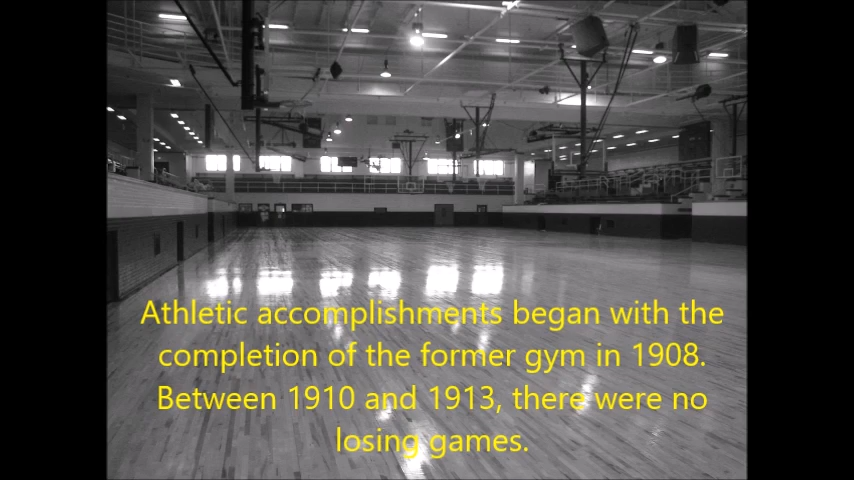 Athletic accomplishments began with the
completion of the former gym in 1908.
Between 1910 and 1913, there were no
losing games.